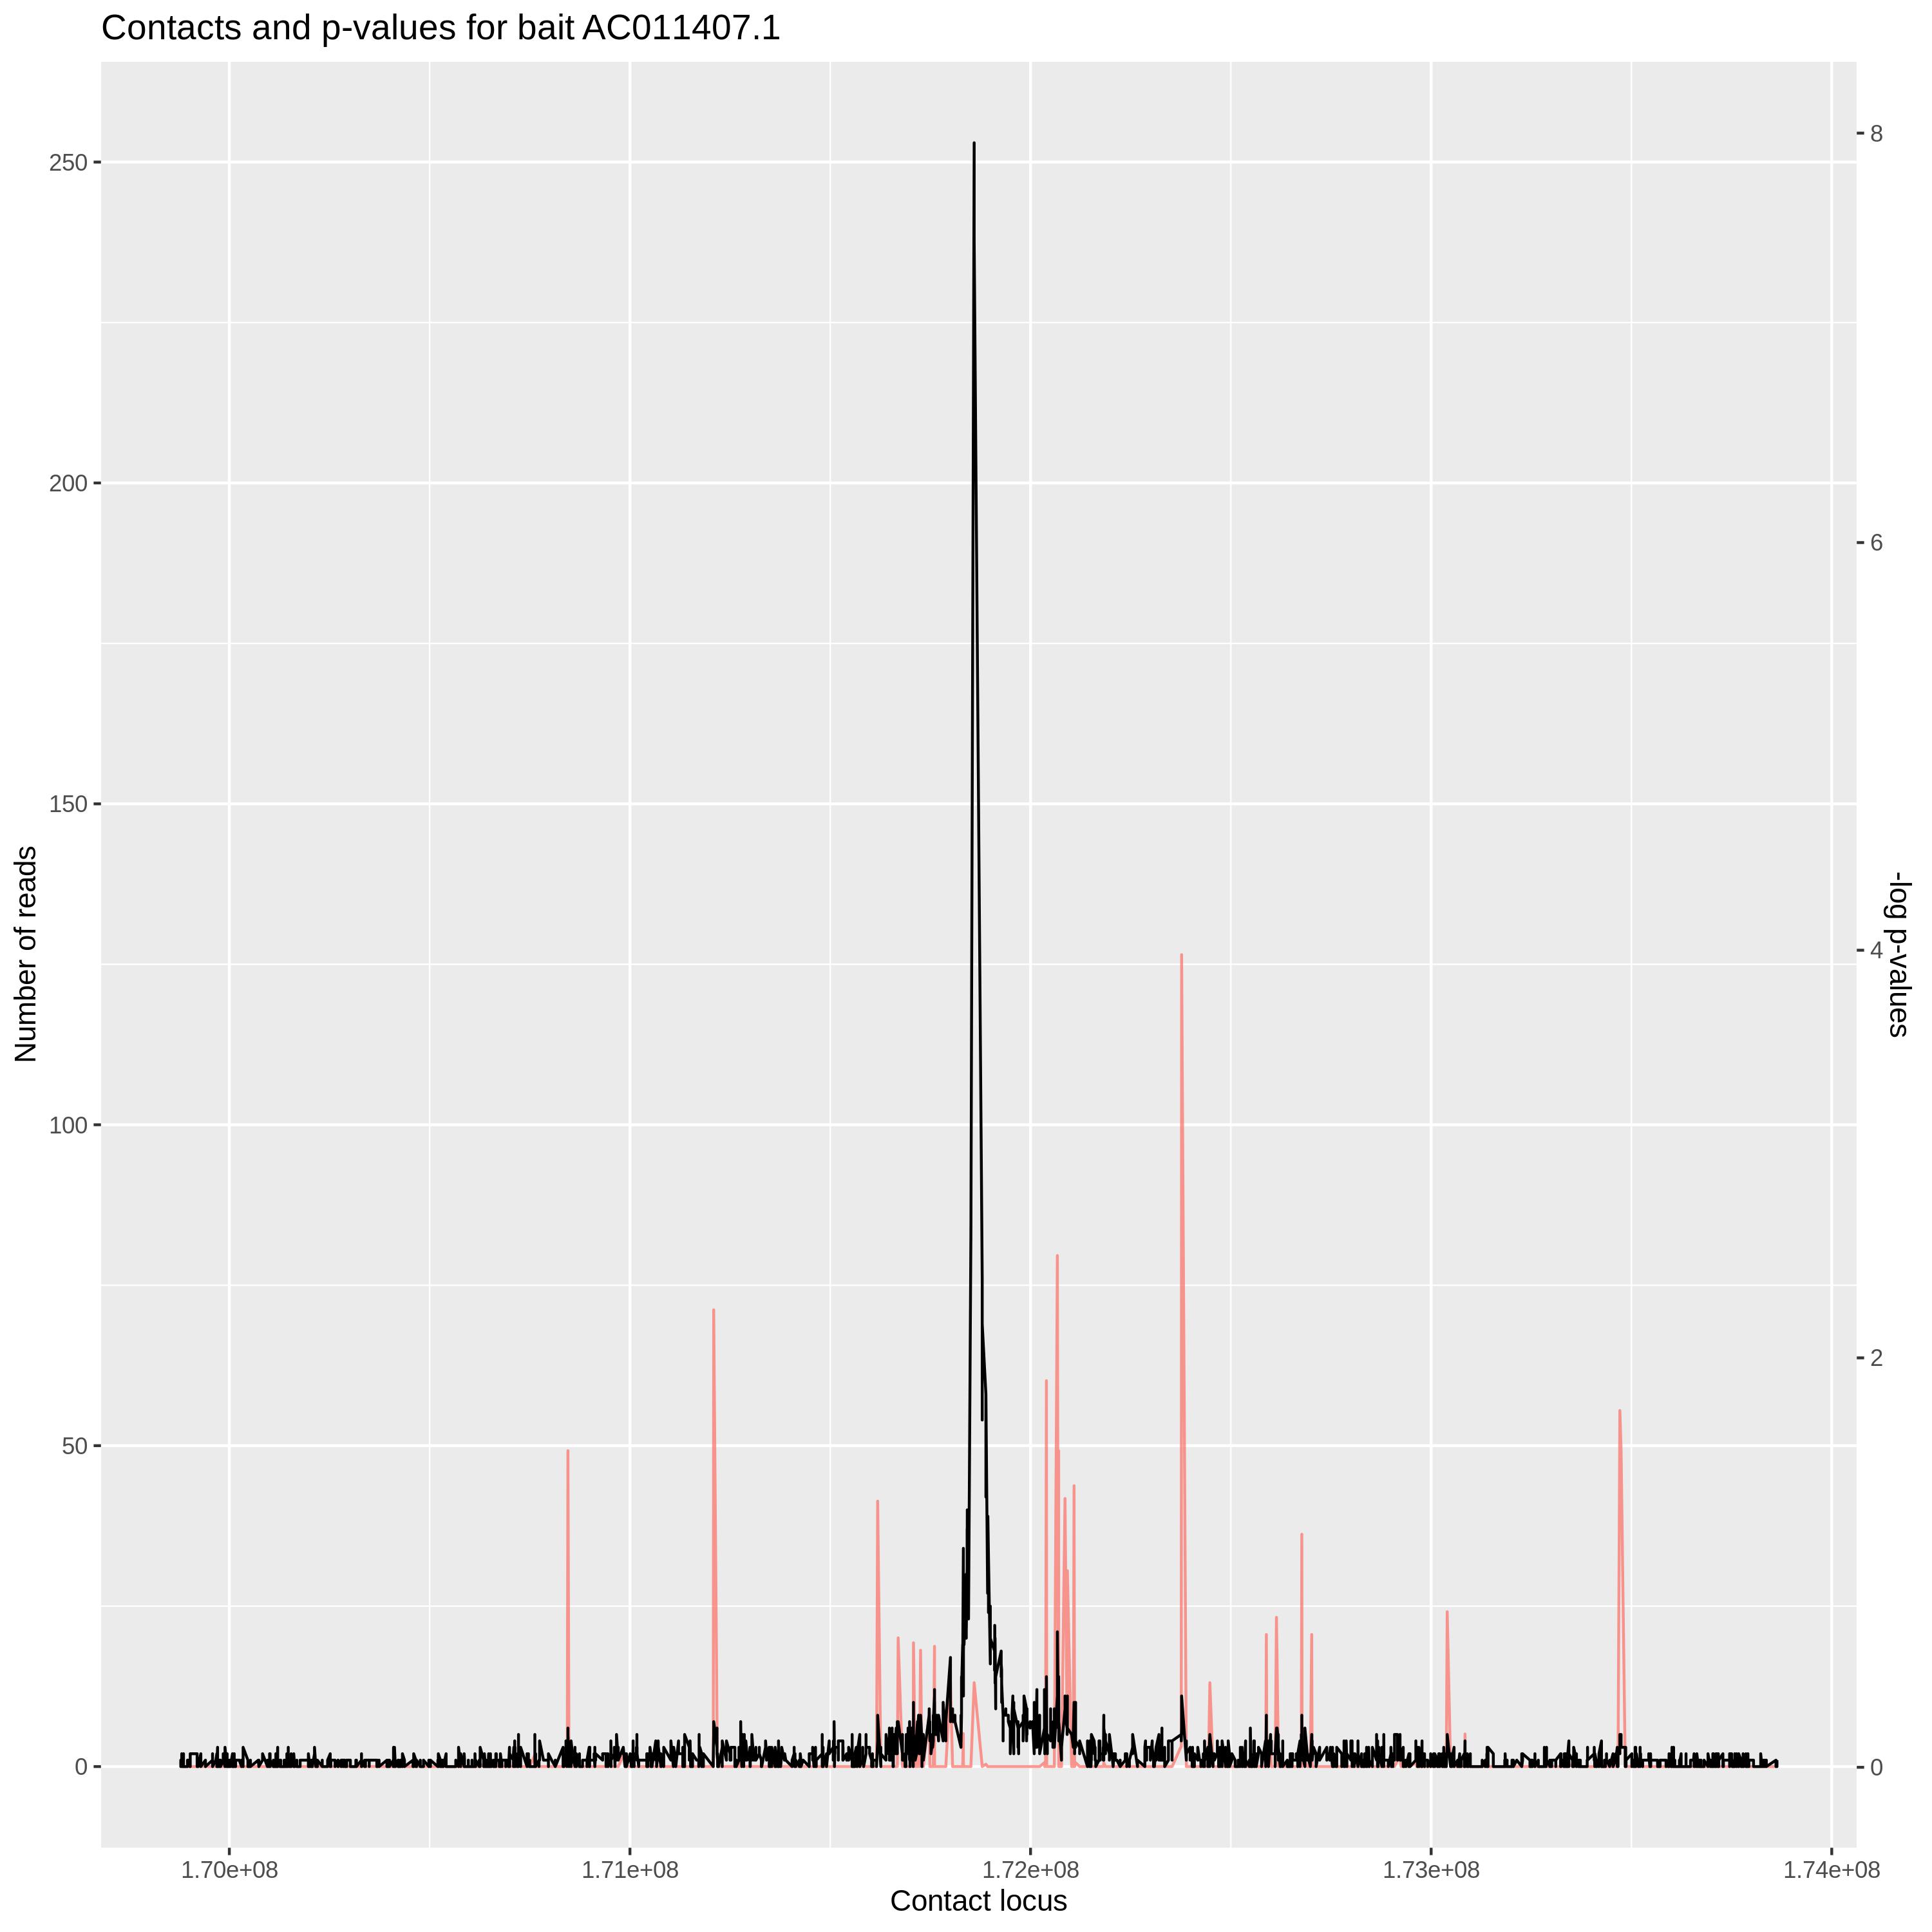 Contacts and p-values for bait AC011407.1
250
200
150
100
50
0
8
6
4
2
0
Number of reads
-log p-values
1.70e+08
1.71e+08
1.72e+08
1.73e+08
1.74e+08
Contact locus